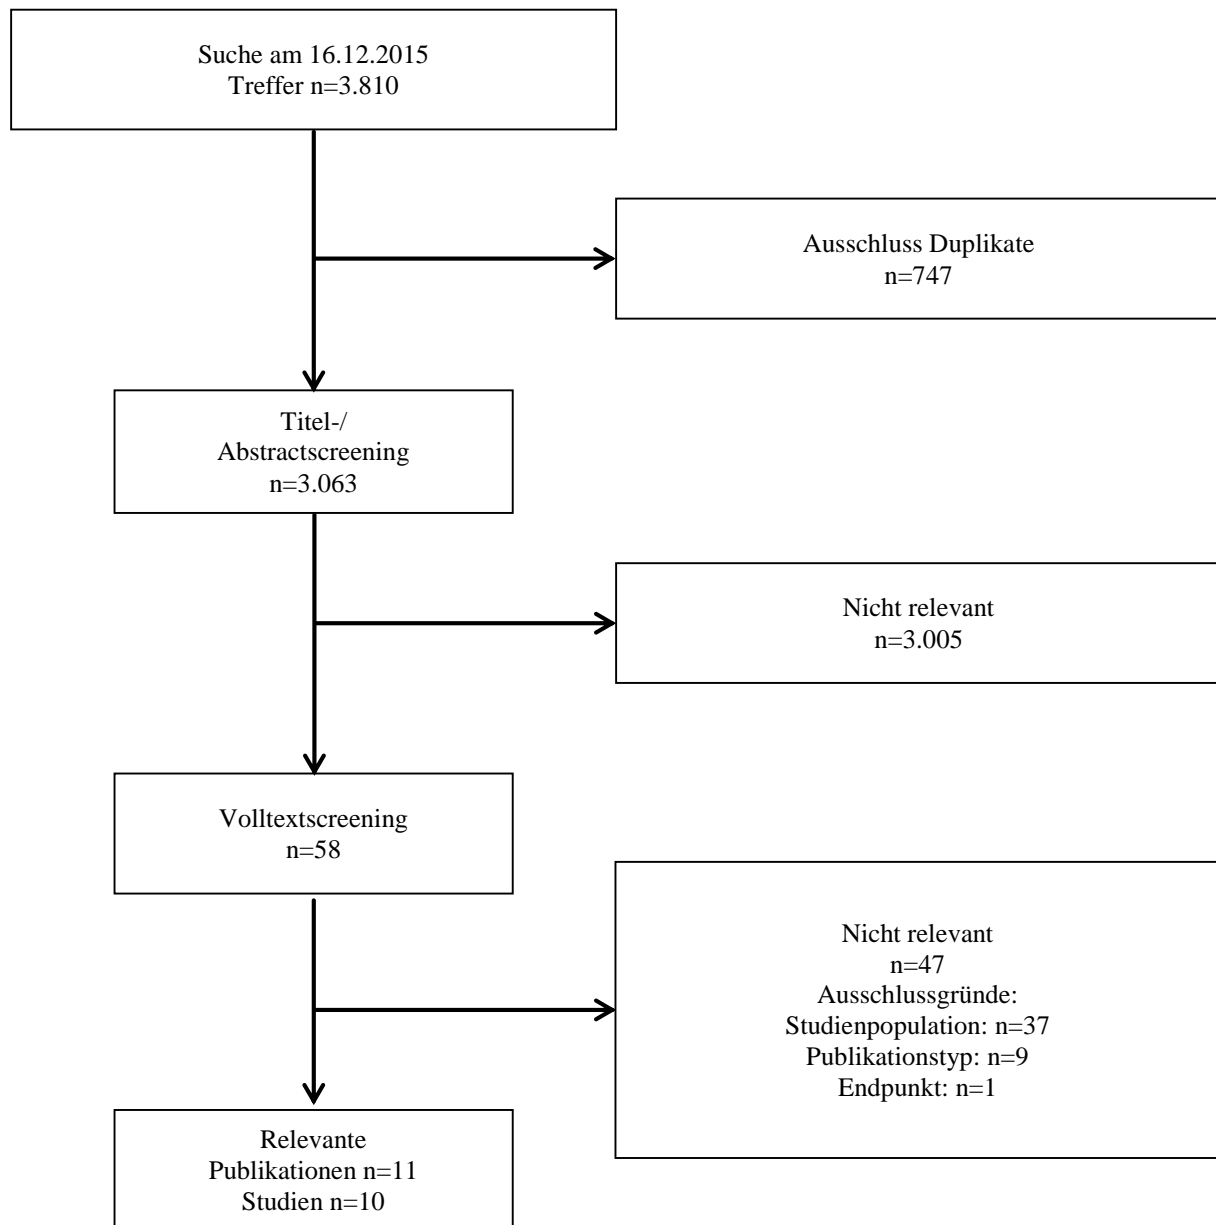 Suche am 16.12.2015
Treffer n=3.810
Ausschluss Duplikate
n=747
Titel-/
Abstractscreening
n=3.063
Nicht relevant
n=3.005
Volltextscreening
n=58
Nicht relevant
n=47
Ausschlussgründe:
Studienpopulation: n=37
Publikationstyp: n=9
Endpunkt: n=1
Relevante
Publikationen n=11
Studien n=10